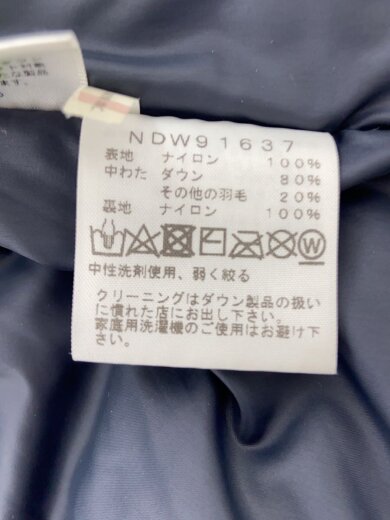 NDW91637
表地 ナイロン 100%
中わた ダウン 80%
その他の羽毛 20%
裏地 ナイロン 100%
W
中性洗剤使用、弱く絞る
クリーニングはダウン製品の扱い
に慣れた店にお出し下さい。
家庭用洗濯機のご使用はお避け下
さい。